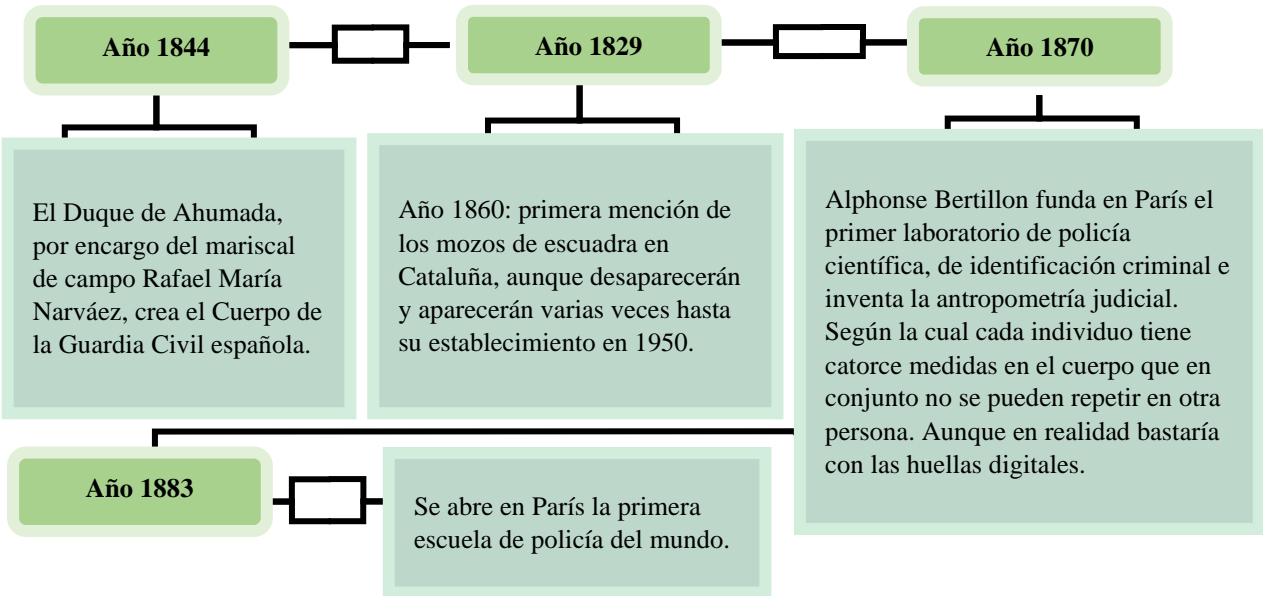 Año 1844
El Duque de Ahumada,
por encargo del mariscal
de campo Rafael María
Narváez, crea el Cuerpo de
la Guardia Civil española.
Año 1829
Año 1860: primera mención de
los mozos de escuadra en
Cataluña, aunque desaparecerán
y aparecerán varias veces hasta
su establecimiento en 1950.
Año 1870
Alphonse Bertillon funda en París el
primer laboratorio de policía
científica, de identificación criminal e
inventa la antropometría judicial.
Según la cual cada individuo tiene
catorce medidas en el cuerpo que en
conjunto no se pueden repetir en otra
persona. Aunque en realidad bastaría
con las huellas digitales.
Año 1883
Se abre en París la primera
escuela de policía del mundo.